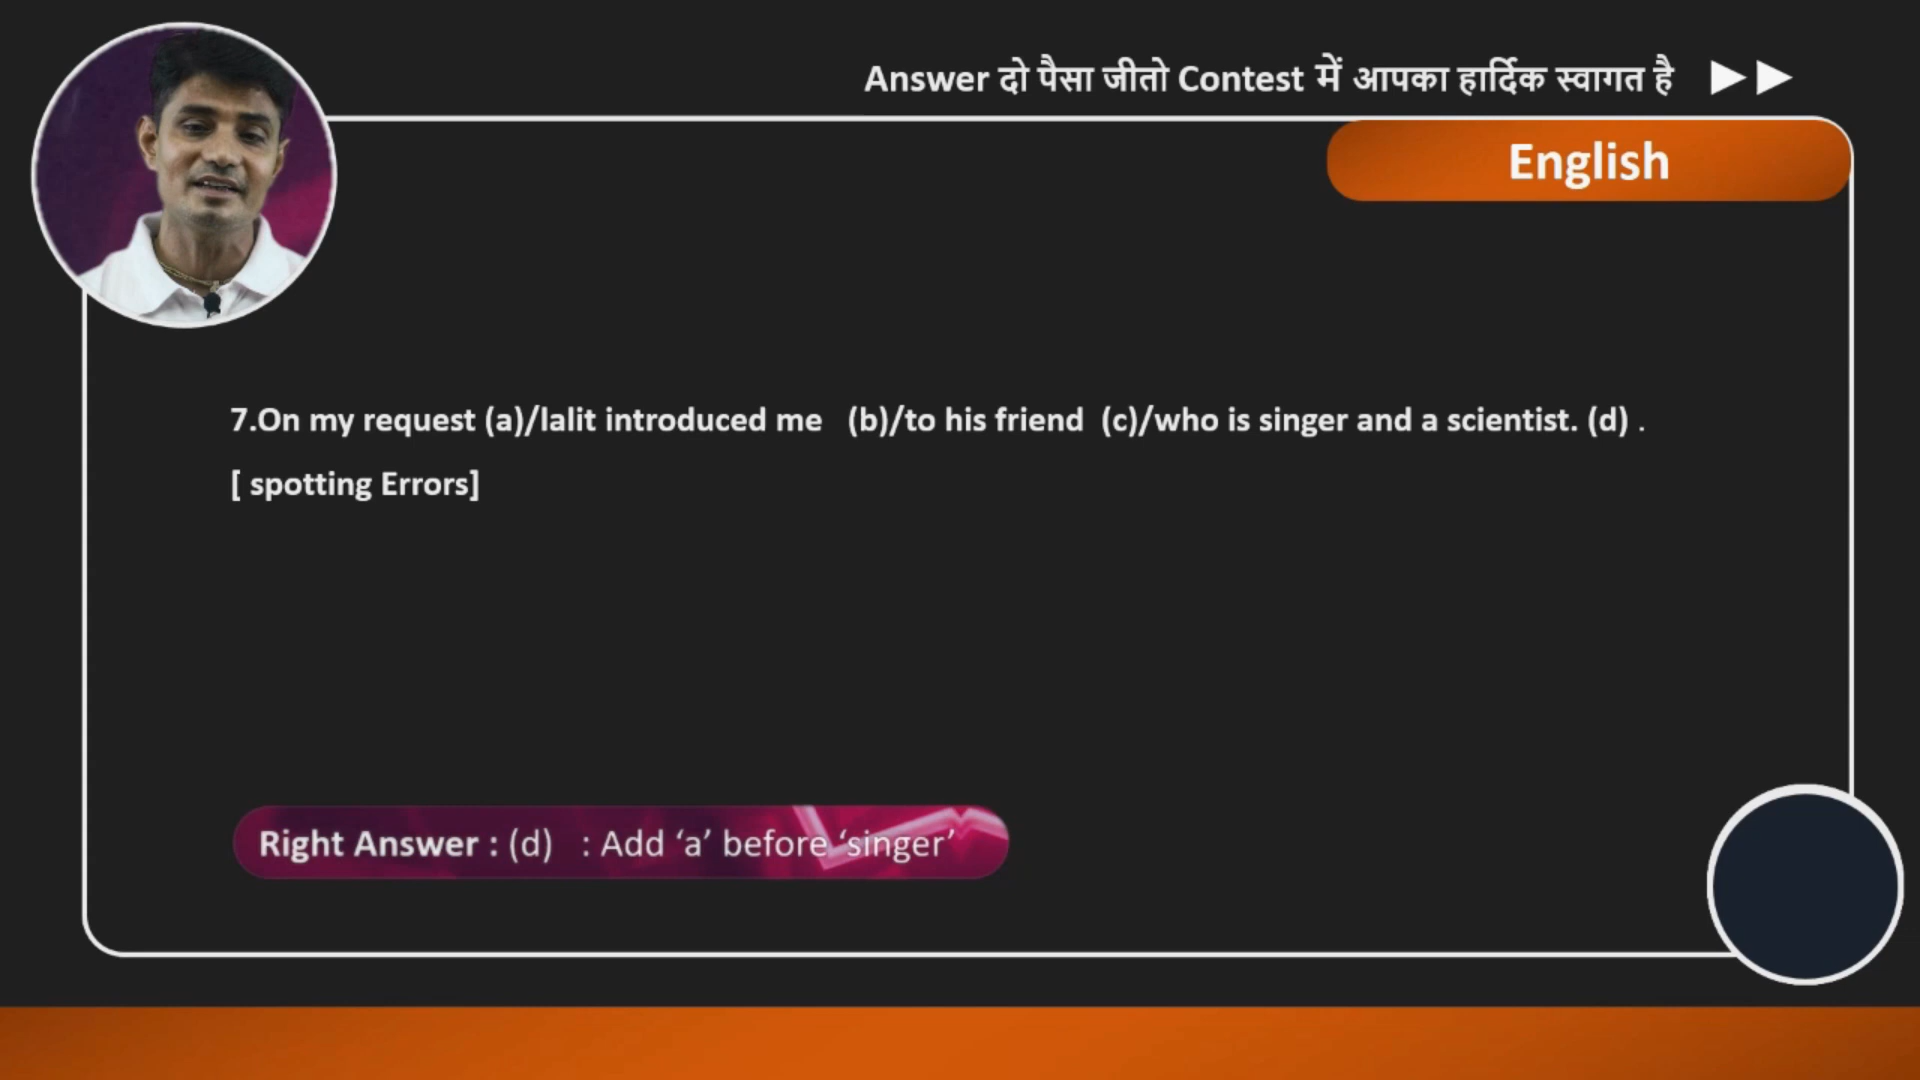 Answer दो पैसा जीतो Contest में आपका हार्दिक स्वागत है
English
7.On my request (a)/lalit introduced me (b)/to his friend (c)/who is singer and a scientist. (d) .
[ spotting Errors]
Right Answer : (d) : Add ‘a’ before ‘singer’